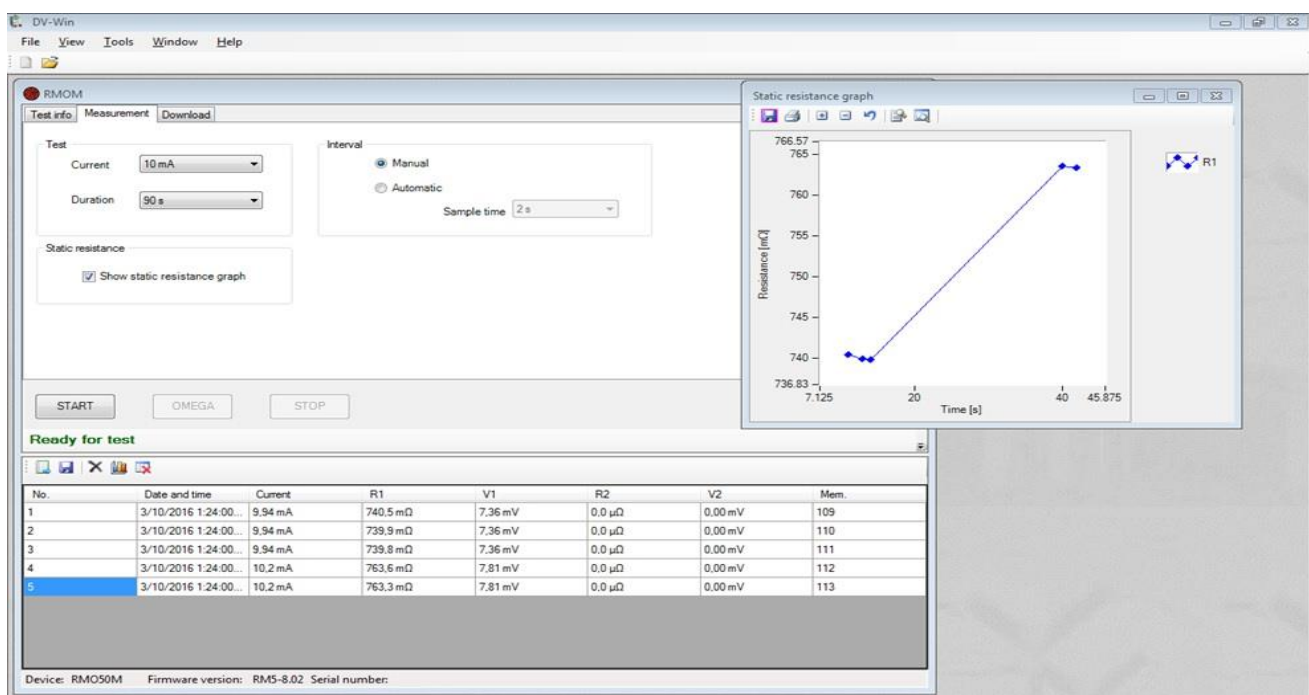 DV-Win
File View Tools Window Help
RMOM
Test info Measurement Download
Test
Current 10 mA
Duration 90 s
Interval
Manual
Automatic
Sample time 2 s
Static resistance
Show static resistance graph
START OMEGA STOP
Ready for test
Static resistance graph
766.57
765
760
755
750
745
740
736.83
Resistance [mΩ]
7.125 20 40 45.875
Time [s]
R1
No. Date and time Current R1 V1 R2 V2 Mem.
1 3/10/2016 1:24:00... 9,94 mA 740,5 mΩ 7,36 mV 0,0 μΩ 0,00 mV 109
2 3/10/2016 1:24:00... 9,94 mA 739,9 mΩ 7,36 mV 0,0 μΩ 0,00 mV 110
3 3/10/2016 1:24:00... 9,94 mA 739,8 mΩ 7,36 mV 0,0 μΩ 0,00 mV 111
4 3/10/2016 1:24:00... 10,2 mA 763,6 mΩ 7,81 mV 0,0 μΩ 0,00 mV 112
5 3/10/2016 1:24:00... 10,2 mA 763,3 mΩ 7,81 mV 0,0 μΩ 0,00 mV 113
Device: RMO50M Firmware version: RM5-8.02 Serial number: